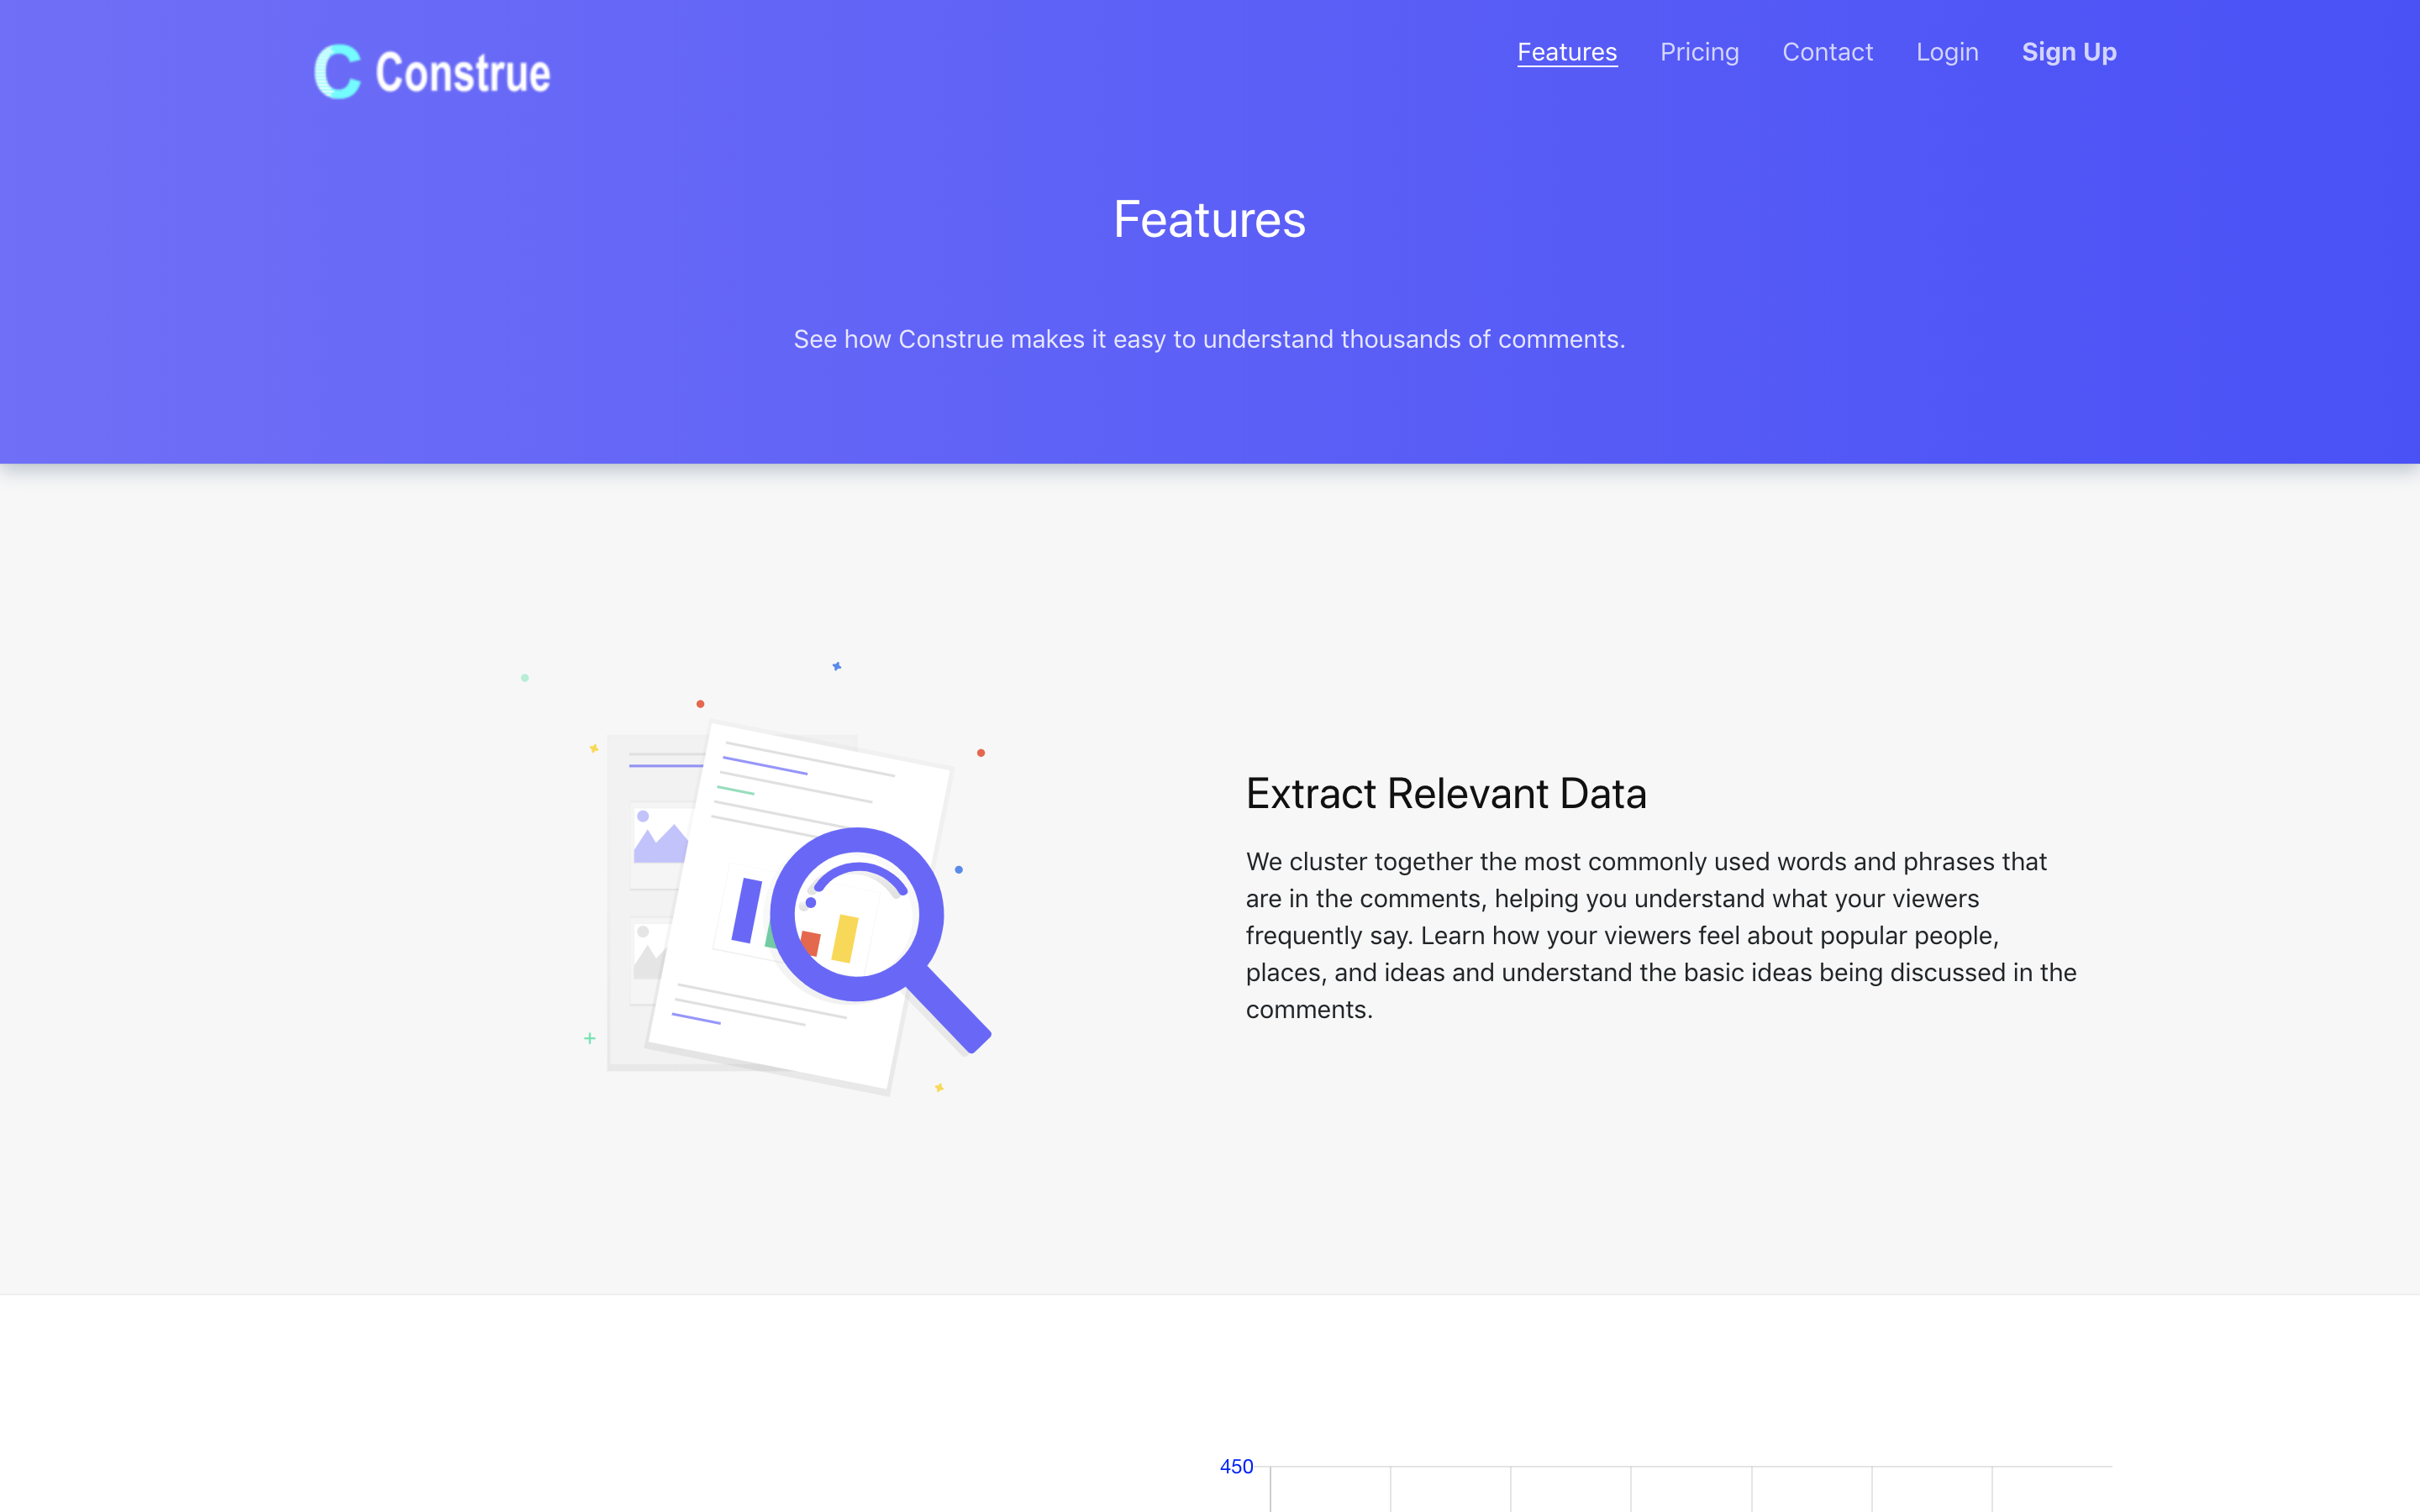 Construe
Features Pricing Contact Login Sign Up
Features
See how Construe makes it easy to understand thousands of comments.
Extract Relevant Data
We cluster together the most commonly used words and phrases that
are in the comments, helping you understand what your viewers
frequently say. Learn how your viewers feel about popular people,
places, and ideas and understand the basic ideas being discussed in the
comments.
450